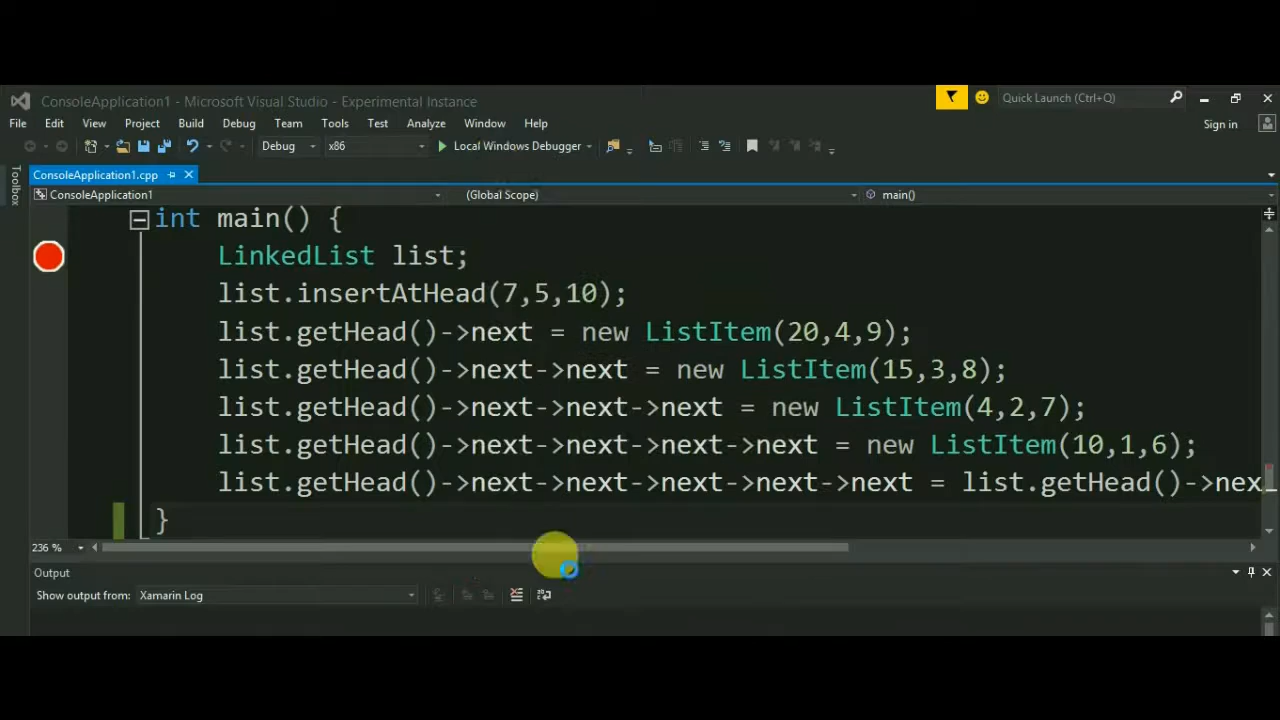 ConsoleApplication1 - Microsoft Visual Studio - Experimental Instance
Quick Launch (Ctrl+Q)
File Edit View Project Build Debug Team Tools Test Analyze Window Help
Sign in
Debug x86 Local Windows Debugger
Toolbox
ConsoleApplication1.cpp
ConsoleApplication1 (Global Scope) main()
int main() {
LinkedList list;
list.insertAtHead(7,5,10);
list.getHead()->next = new ListItem(20,4,9);
list.getHead()->next->next = new ListItem(15,3,8);
list.getHead()->next->next->next = new ListItem(4,2,7);
list.getHead()->next->next->next->next = new ListItem(10,1,6);
list.getHead()->next->next->next->next->next = list.getHead()->nex
}
236 %
Output
Show output from: Xamarin Log